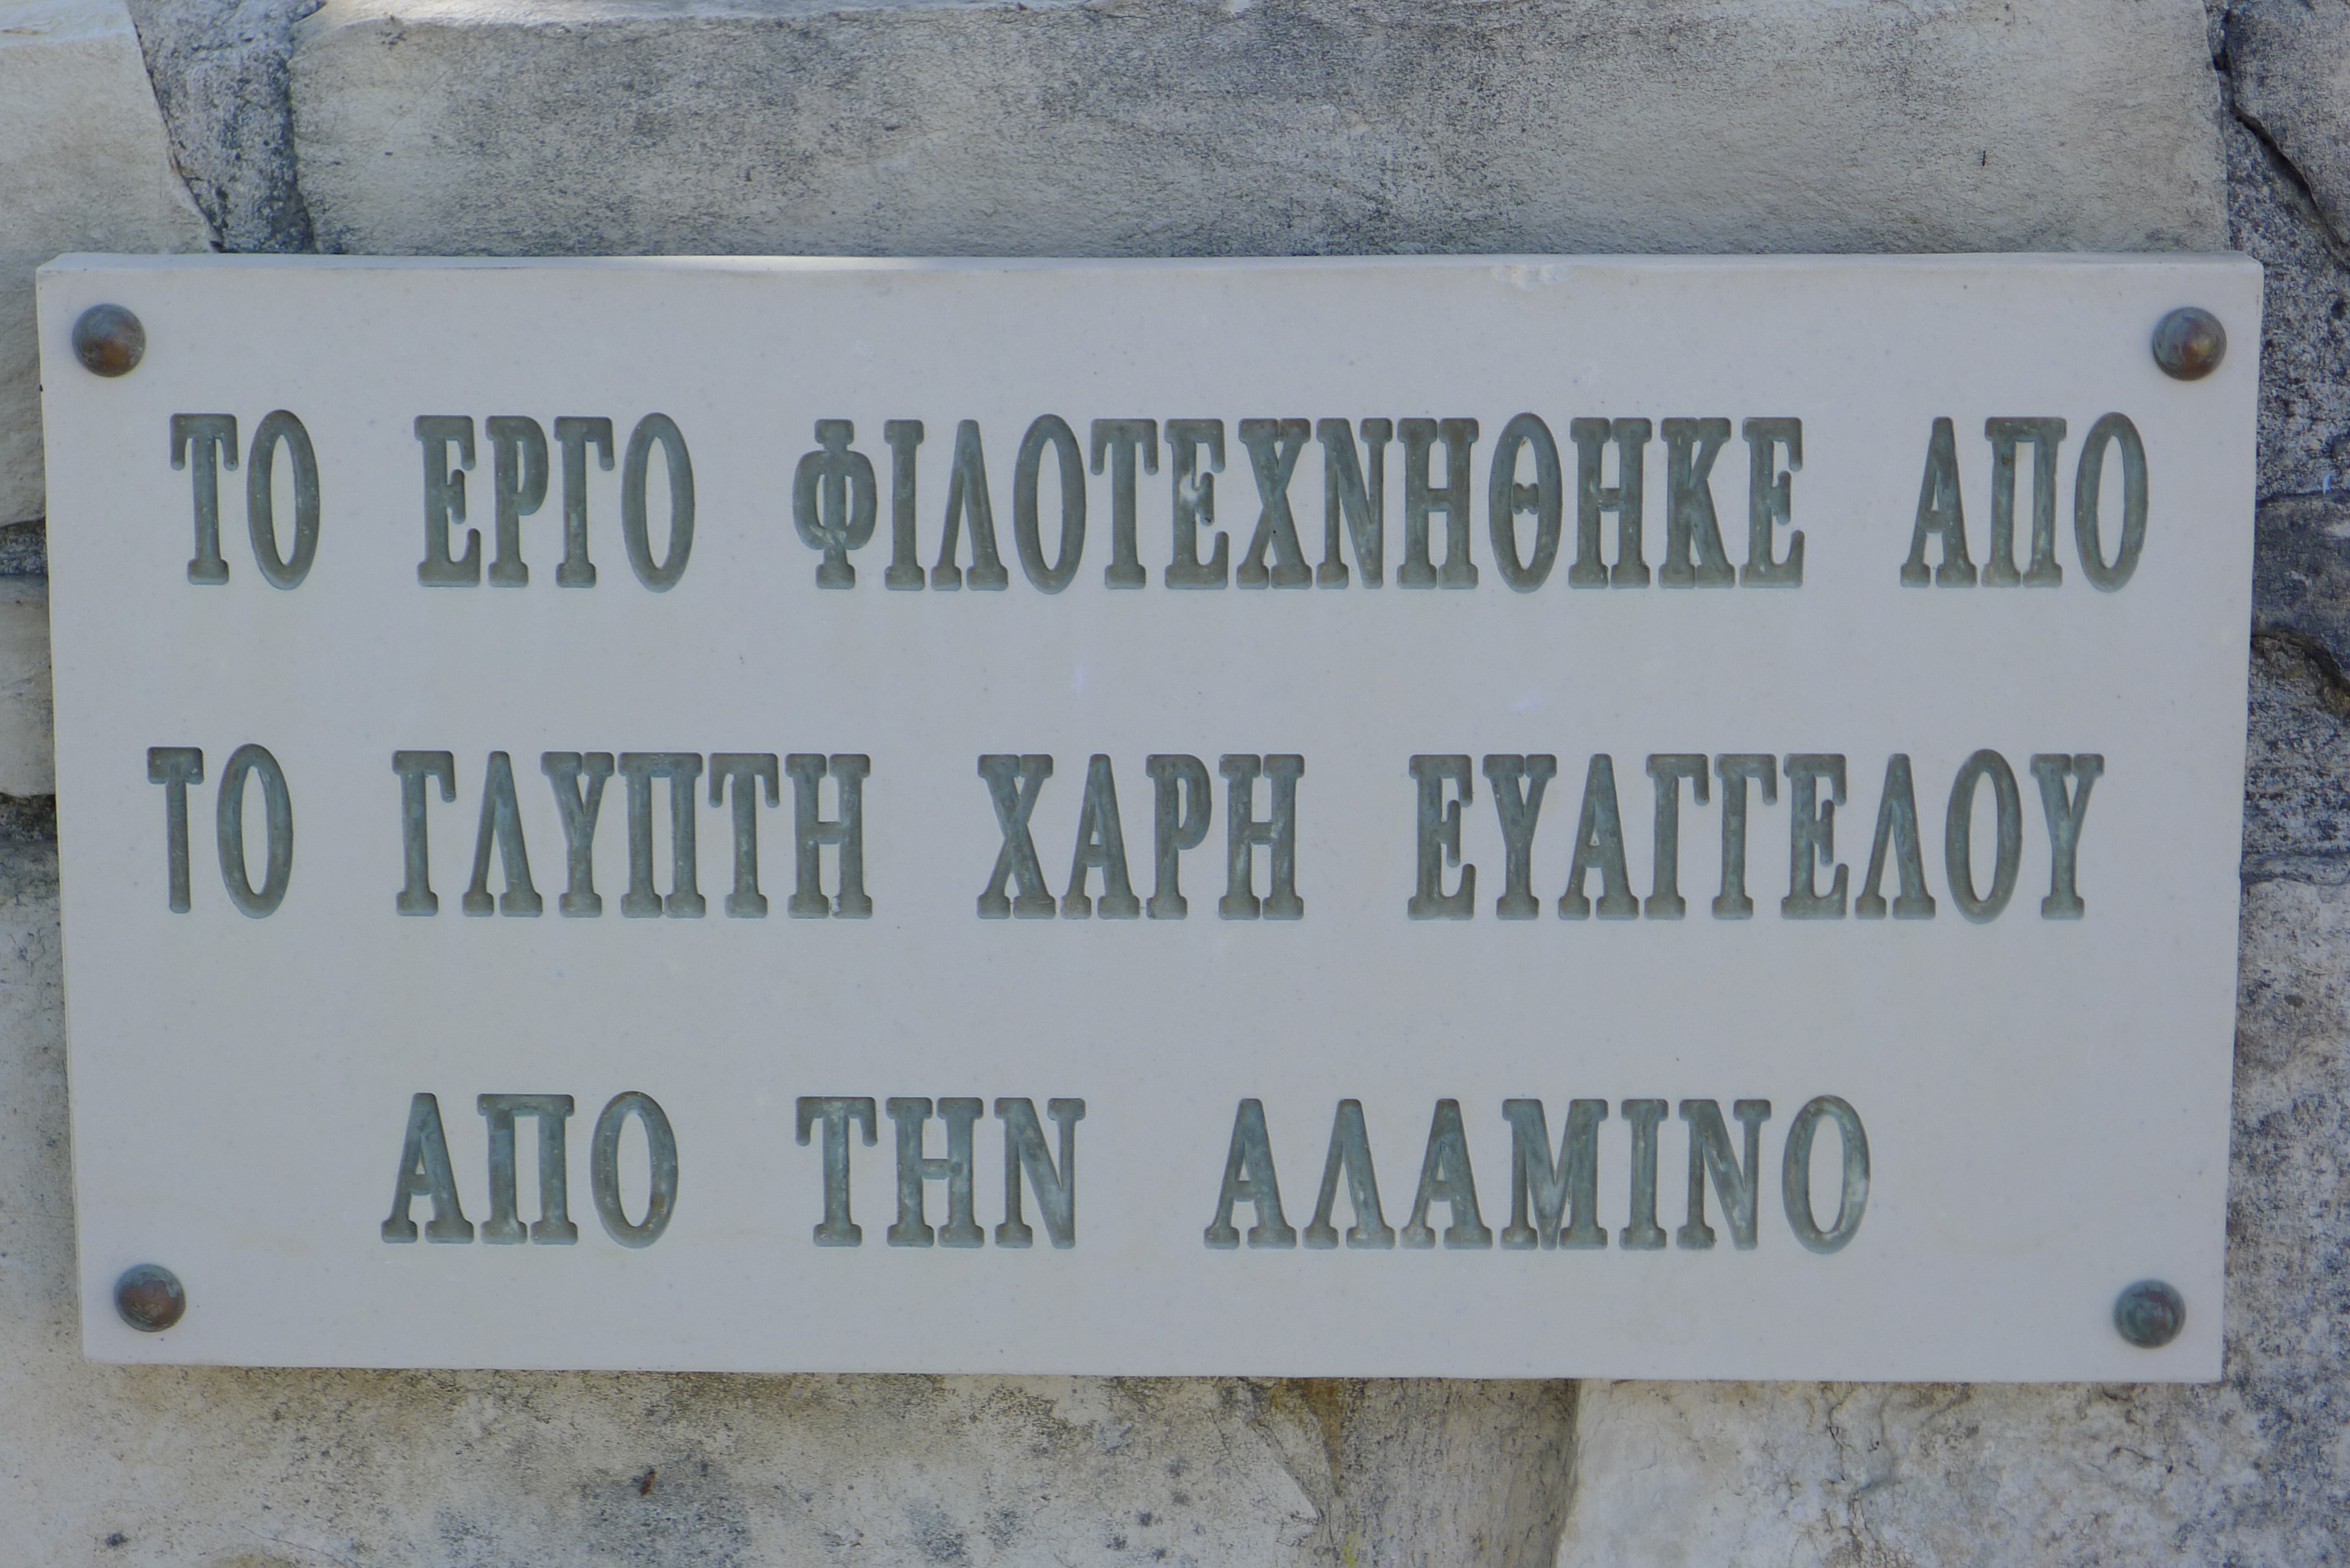 ΤΟ ΕΡΓΟ ΦΙΛΟΤΕΧΝΗΘΗΚΕ ΑΠΟ
ΤΟ ΓΛΥΠΤΗ ΧΑΡΗ ΕΥΑΓΓΕΛΟΥ
ΑΠΟ ΤΗΝ ΑΛΑΜΙΝΟ